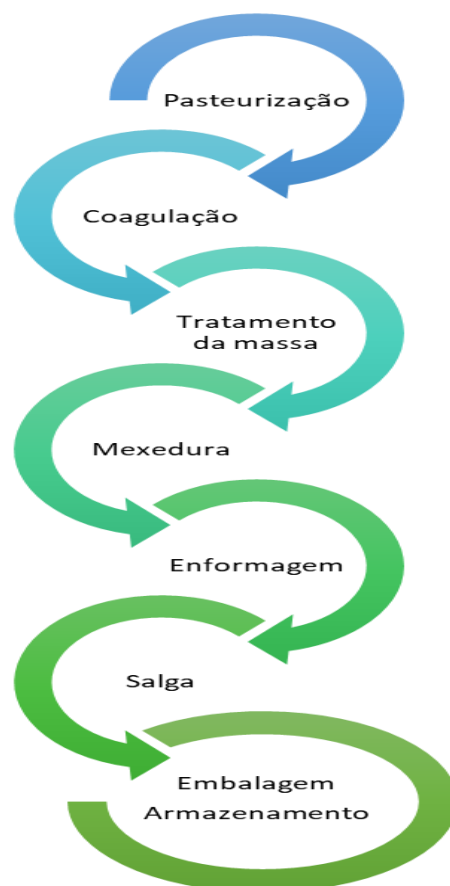 Pasteurização
Coagulação
Tratamento
da massa
Mexedura
Enformagem
Salga
Embalagem
Armazenamento